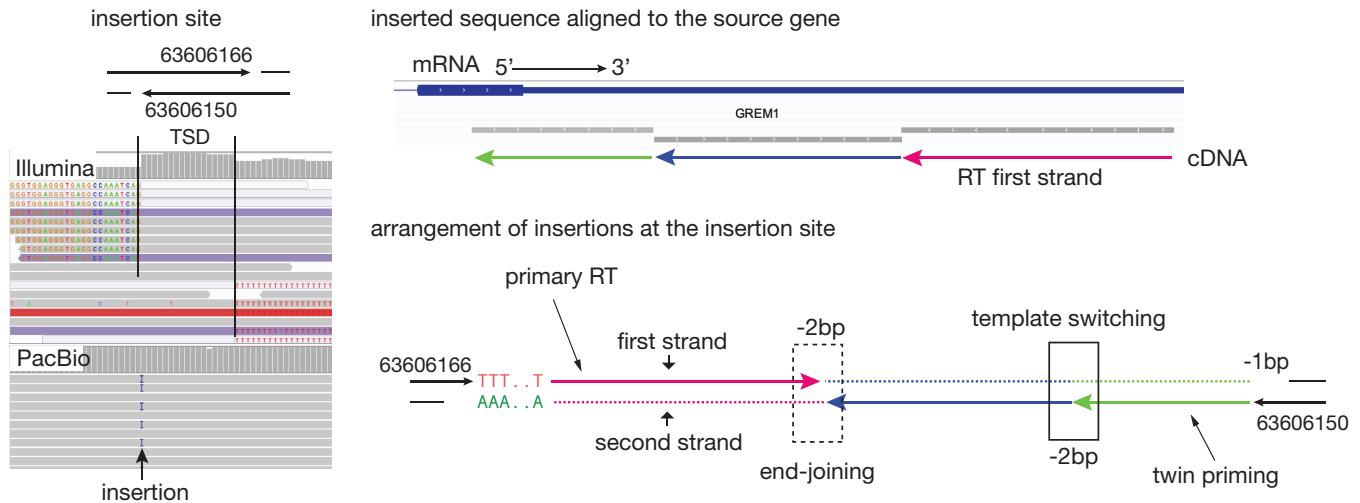 insertion site
63606166
63606150
TSD
Illumina
GGGTGGAGGGTGAGGCCAAATCAG
PacBio
insertion
inserted sequence aligned to the source gene
mRNA 5’ 3’
GREM1
cDNA
RT first strand
arrangement of insertions at the insertion site
primary RT
template switching
-2bp
first strand
-1bp
63606166
TTT..T
AAA..A
second strand
63606150
-2bp
end-joining
twin priming